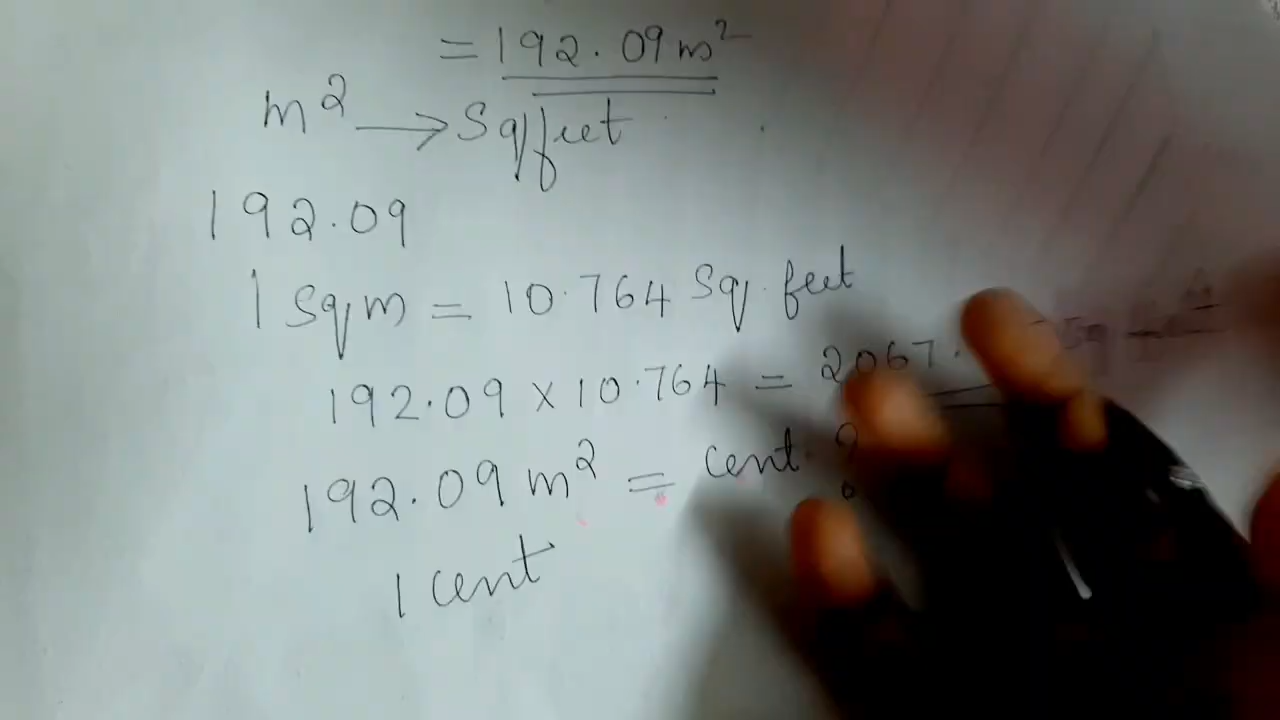 = 192.09 m²
m² → Sq feet
192.09
1 Sq m = 10.764 Sq. feet
192.09 x 10.764 = 2067.
192.09 m² = cent ?
1 cent